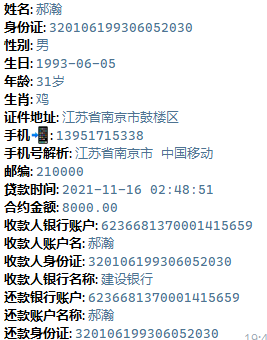 姓名: 郝瀚
身份证: 320106199306052030
性别: 男
生日: 1993-06-05
年龄: 31岁
生肖: 鸡
证件地址: 江苏省南京市鼓楼区
手机📲: 13951715338
手机号解析: 江苏省南京市 中国移动
邮编: 210000
贷款时间: 2021-11-16 02:48:51
合约金额: 8000.00
收款人银行账户: 6236681370001415659
收款人账户名: 郝瀚
收款人身份证: 320106199306052030
收款人银行名称: 建设银行
还款银行账户: 6236681370001415659
还款账户名称: 郝瀚
还款身份证: 320106199306052030